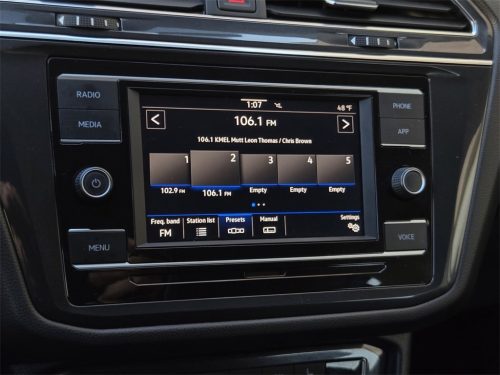 RADIO
MEDIA
MENU
1:07
48°F
106.1 FM
106.1 KMEL Mutt Leon Thomas / Chris Brown
1 2 3 4 5
102.9 FM 106.1 FM Empty Empty Empty
Freq. band Station list Presets Manual Settings
FM
PHONE
APP
VOICE